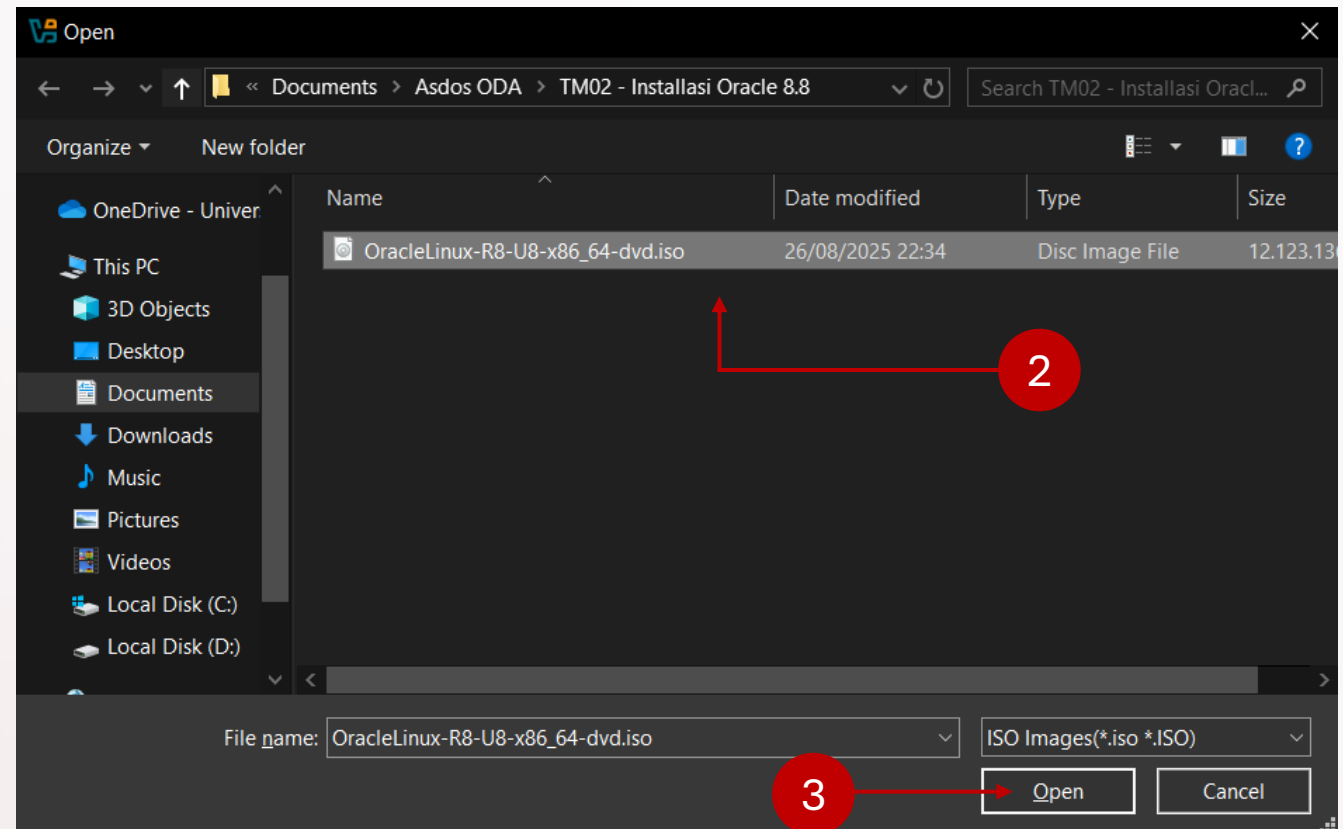 Open
« Documents > Asdos ODA > TM02 - Installasi Oracle 8.8
Search TM02 - Installasi Oracl...
Organize
New folder
?
OneDrive - Univer
This PC
3D Objects
Desktop
Documents
Downloads
Music
Pictures
Videos
Local Disk (C:)
Local Disk (D:)
Name
Date modified
Type
Size
OracleLinux-R8-U8-x86_64-dvd.iso
26/08/2025 22:34
Disc Image File
12.123.13
2
File name:
OracleLinux-R8-U8-x86_64-dvd.iso
ISO Images(*.iso *.ISO)
3
Open
Cancel